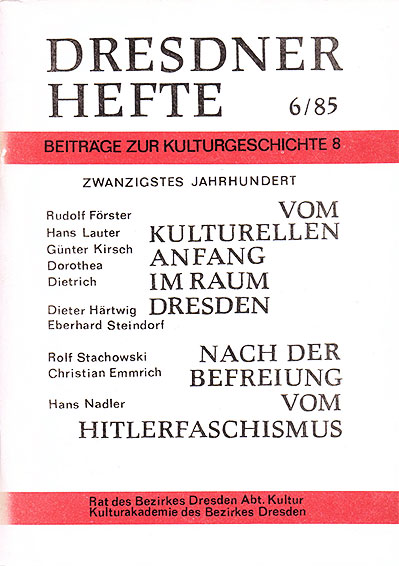 DRESDNER
HEFTE 6/85
BEITRÄGE ZUR KULTURGESCHICHTE 8
ZWANZIGSTES JAHRHUNDERT
Rudolf Förster
Hans Lauter
Günter Kirsch
Dorothea
Dietrich
Dieter Härtwig
Eberhard Steindorf
Rolf Stachowski
Christian Emmrich
Hans Nadler
VOM
KULTURELLEN
ANFANG
IM RAUM
DRESDEN
NACH DER
BEFREIUNG
VOM
HITLERFASCHISMUS
Rat des Bezirkes Dresden Abt. Kultur
Kulturakademie des Bezirkes Dresden